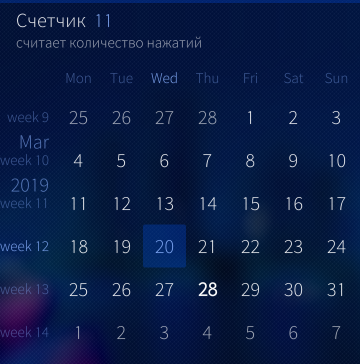 Счетчик 11
считает количество нажатий
Mon Tue Wed Thu Fri Sat Sun
week 9 25 26 27 28 1 2 3
Mar
week 10 4 5 6 7 8 9 10
2019
week 11 11 12 13 14 15 16 17
week 12 18 19 20 21 22 23 24
week 13 25 26 27 28 29 30 31
week 14 1 2 3 4 5 6 7